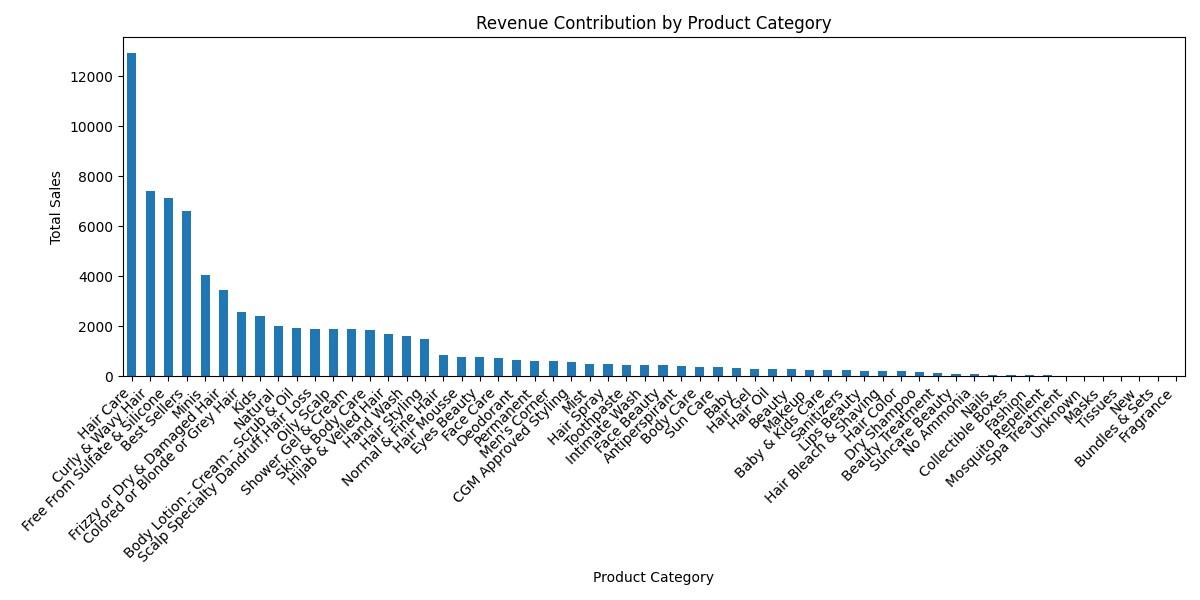 Revenue Contribution by Product Category
Total Sales
12000
10000
8000
6000
4000
2000
0
Hair Care
Curly & Wavy Hair
Free From Sulfate & Silicone
Best Sellers
Minis
Frizzy or Dry & Damaged Hair
Colored or Blonde or Grey Hair
Kids
Natural
Body Lotion - Cream - Scrub & Oil
Scalp Specialty Dandruff,Hair Loss
Oily Scalp
Shower Gel & Cream
Skin & Body Care
Hijab & Veiled Hair
Hand Wash
Hair Styling
Normal & Fine Hair
Hair Mousse
Eyes Beauty
Face Care
Deodorant
Permanent
Men's Corner
CGM Approved Styling
Mist
Hair Spray
Toothpaste
Intimate Wash
Face Beauty
Antiperspirant
Body Care
Sun Care
Baby
Hair Gel
Hair Oil
Beauty
Makeup
Baby & Kids Care
Sanitizers
Lips Beauty
Hair Bleach & Shaving
Hair Color
Dry Shampoo
Beauty Treatment
Suncare Beauty
No Ammonia
Nails
Collectible Boxes
Fashion
Mosquito Repellent
Spa Treatment
Unknown
Masks
Tissues
New
Bundles & Sets
Fragrance
Product Category